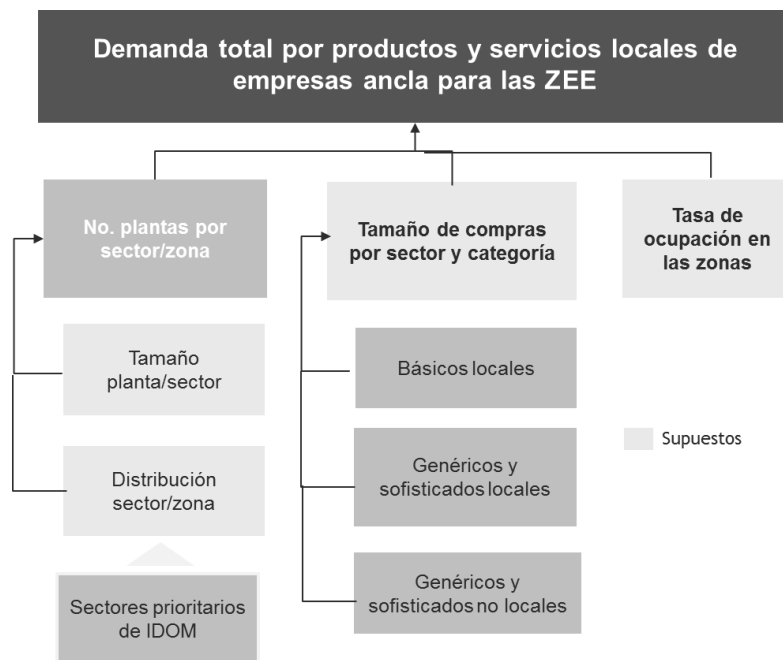 Demanda total por productos y servicios locales de
empresas ancla para las ZEE
No. plantas por
sector/zona
Tamaño
planta/sector
Distribución
sector/zona
Sectores prioritarios
de IDOM
Tamaño de compras
por sector y categoría
Básicos locales
Genéricos y
sofisticados locales
Genéricos y
sofisticados no locales
Tasa de
ocupación en
las zonas
Supuestos